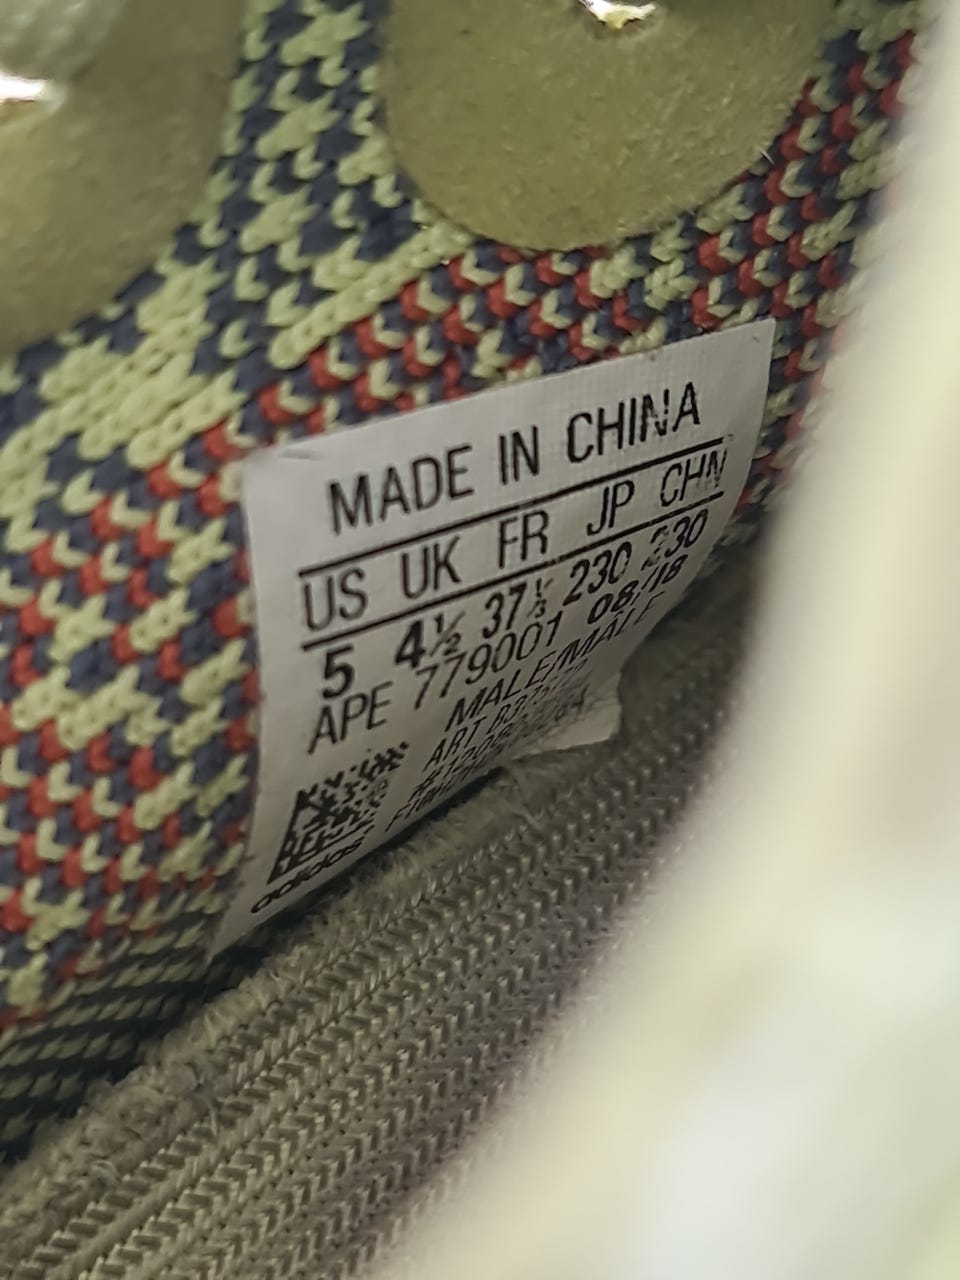 MADE IN CHINA
US UK FR JP CHN
5 4½ 37⅓ 230 230
APE 779001 08/18
MALE/MALE
ART
adidas